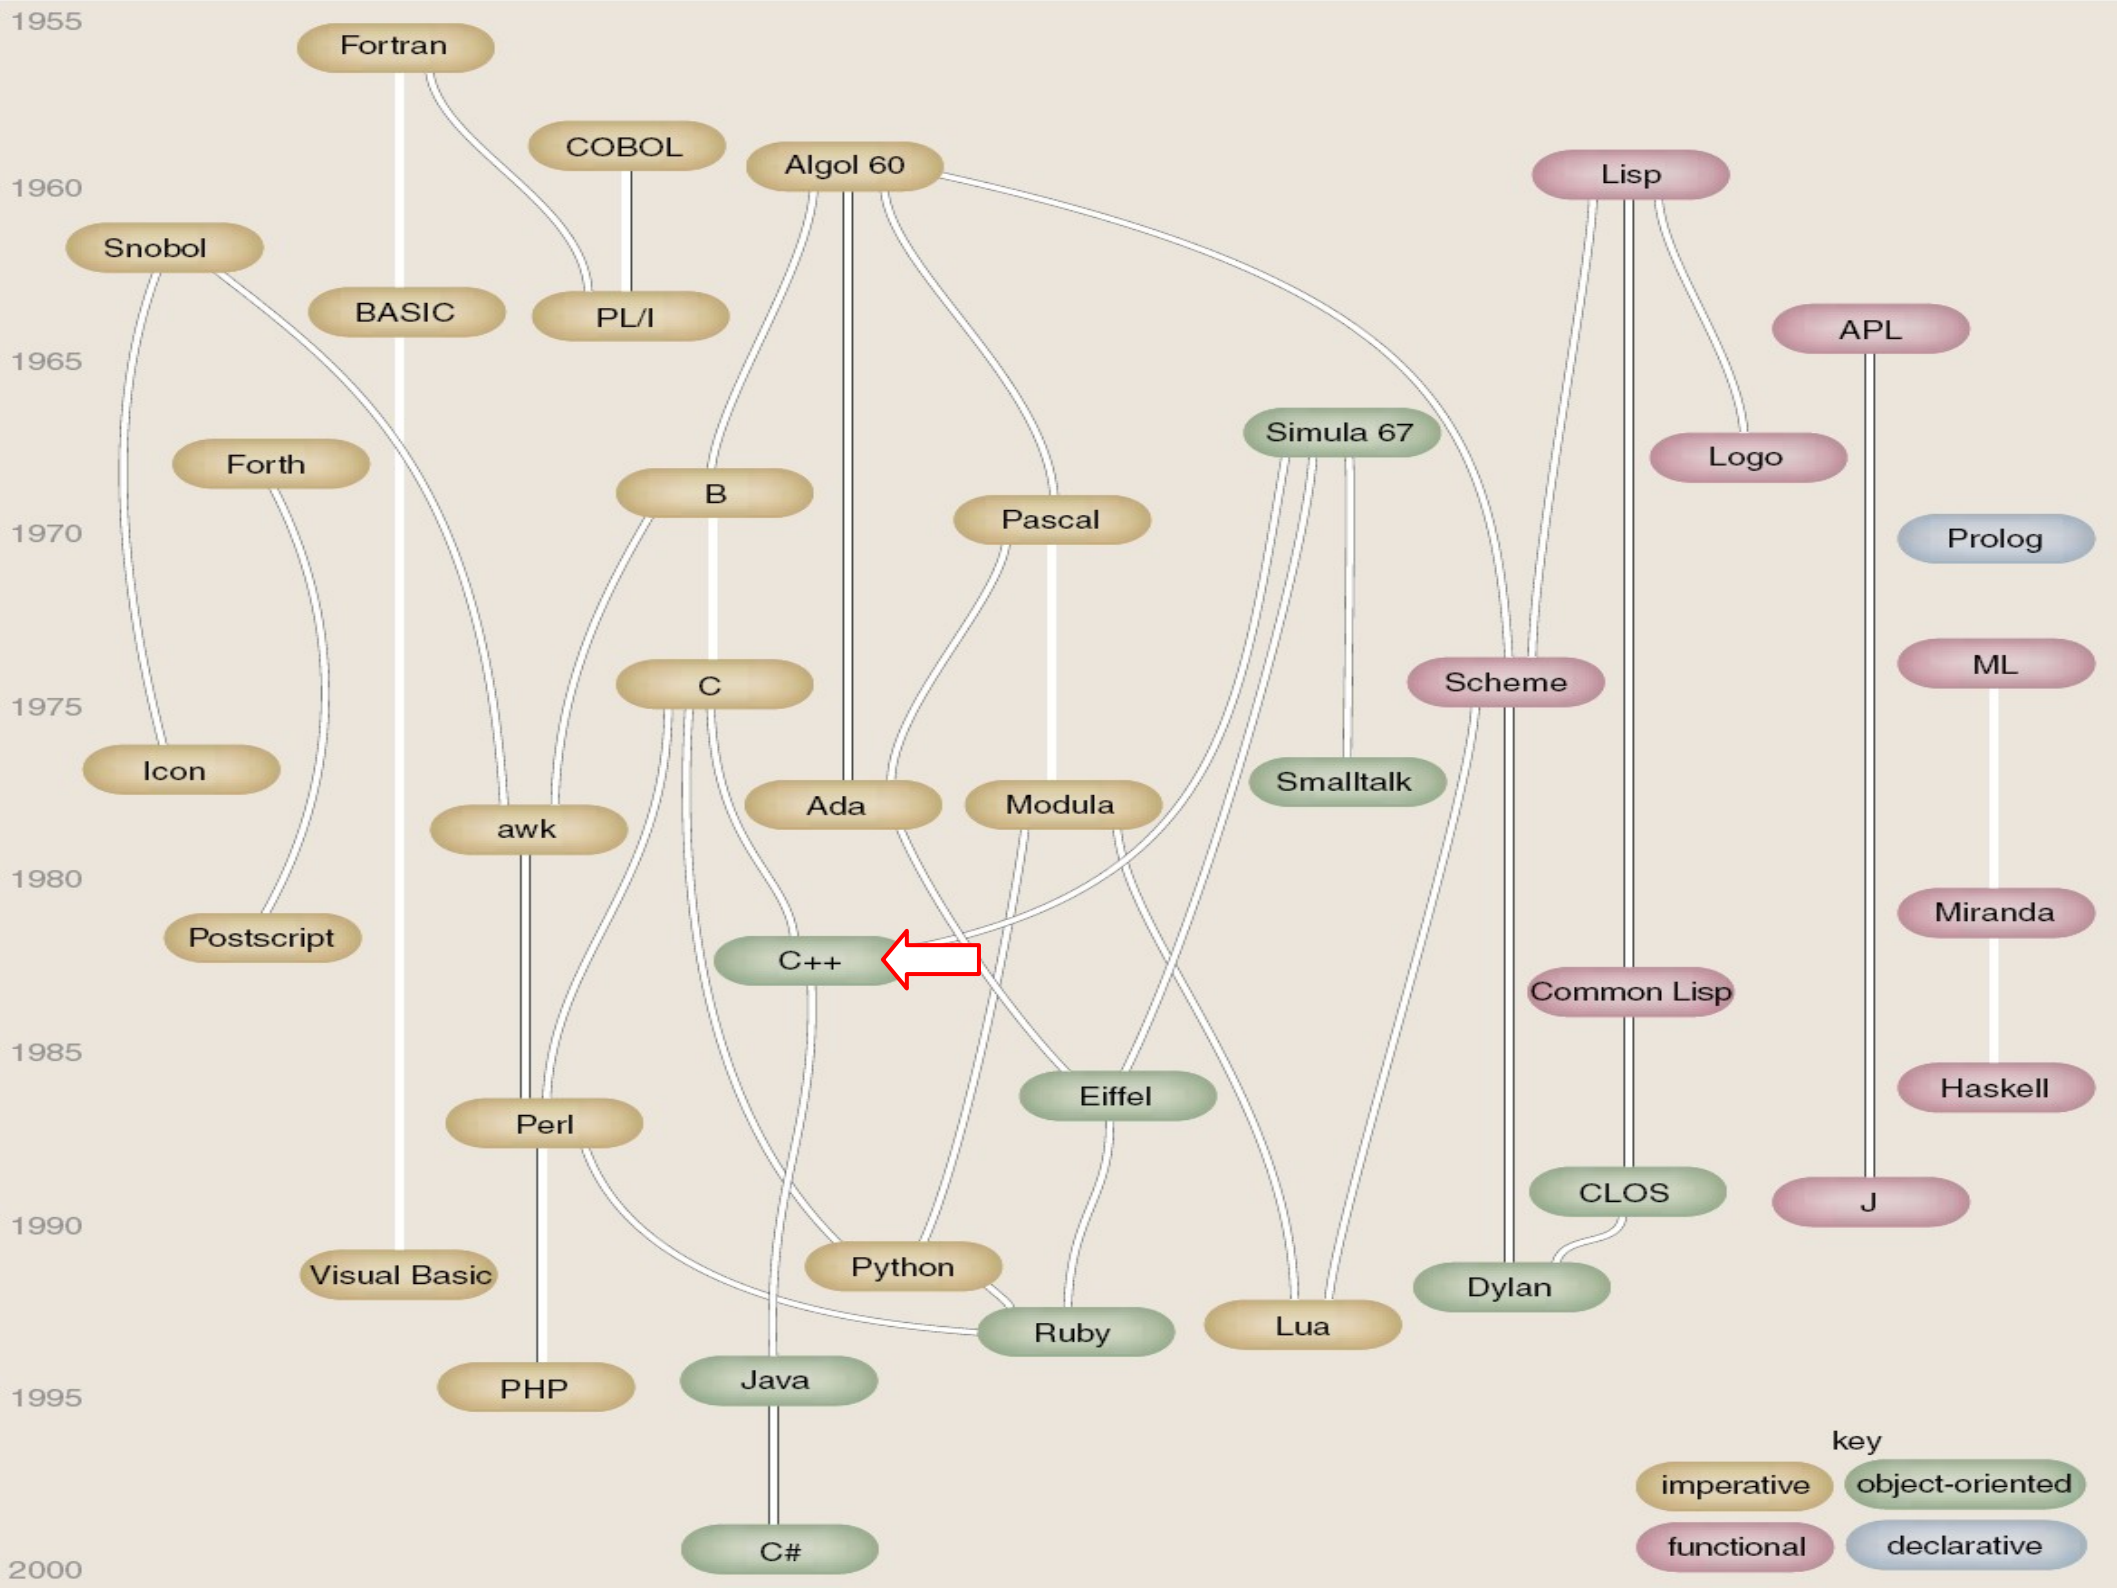 1955
Fortran
COBOL
Algol 60
Lisp
1960
Snobol
BASIC
PL/I
APL
1965
Simula 67
Logo
Forth
B
Pascal
1970
Prolog
ML
C
Scheme
1975
Icon
Smalltalk
Ada
Modula
awk
1980
Miranda
Postscript
C++
Common Lisp
1985
Haskell
Eiffel
Perl
CLOS
J
1990
Python
Visual Basic
Dylan
Lua
Ruby
Java
PHP
1995
key
imperative
object-oriented
functional
declarative
C#
2000